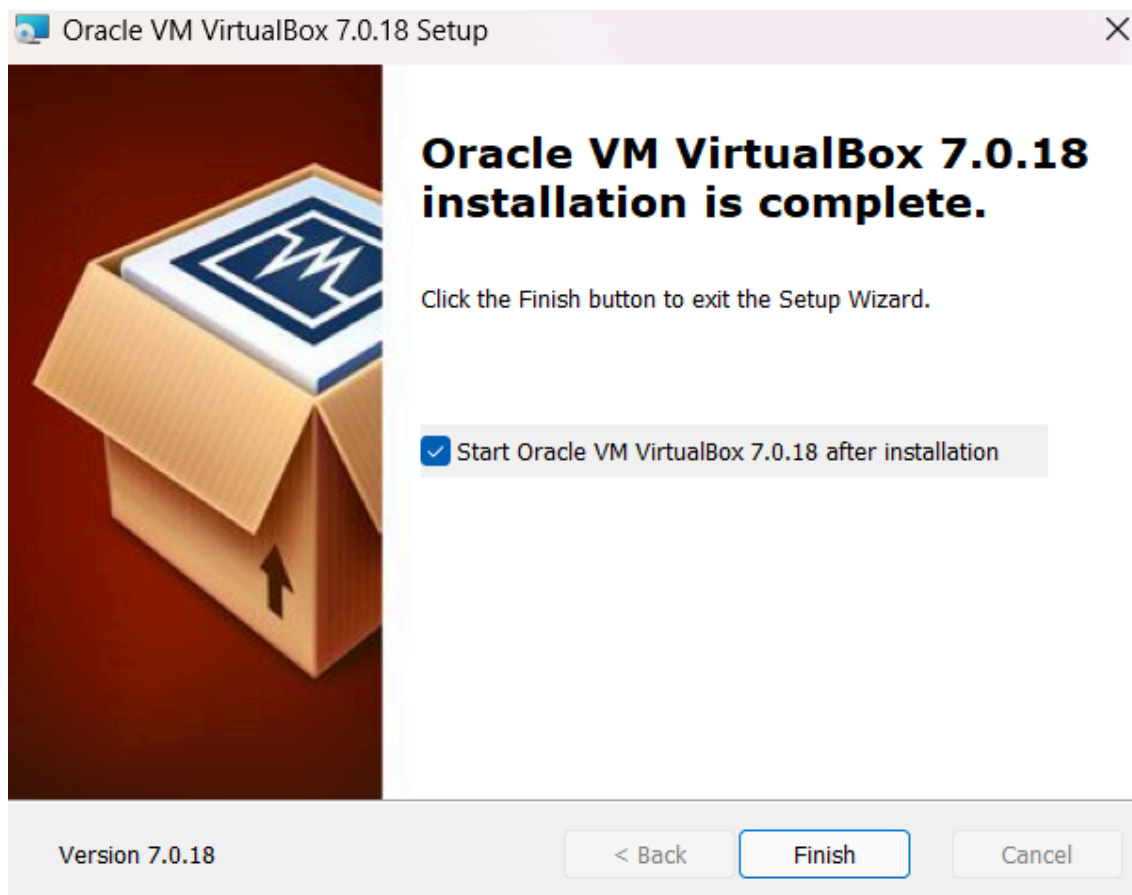 Oracle VM VirtualBox 7.0.18 Setup
Oracle VM VirtualBox 7.0.18
installation is complete.
Click the Finish button to exit the Setup Wizard.
Start Oracle VM VirtualBox 7.0.18 after installation
Version 7.0.18
< Back
Finish
Cancel